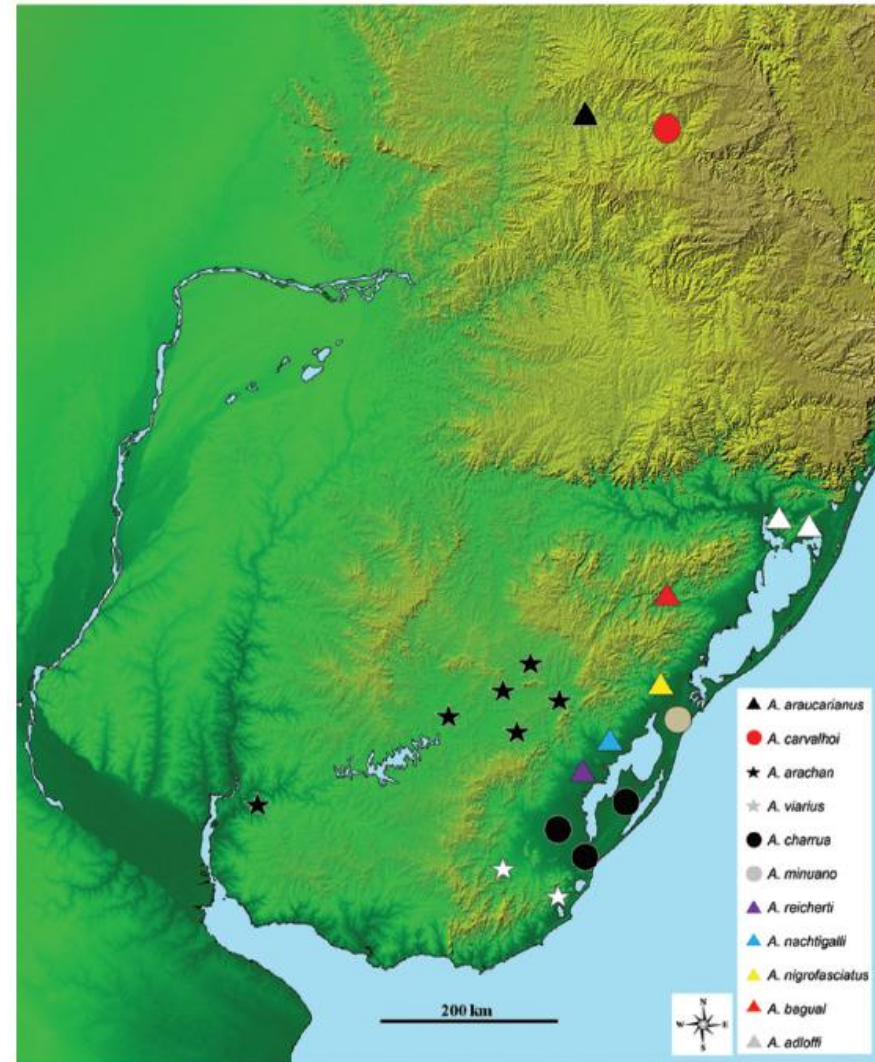 A. araucarianus
A. carvalhoi
A. arachan
A. viarius
A. charrua
A. minuano
A. reicherti
A. nachtigalli
A. nigrofasciatus
A. bagual
A. adloffi
200 km
N
W E
S